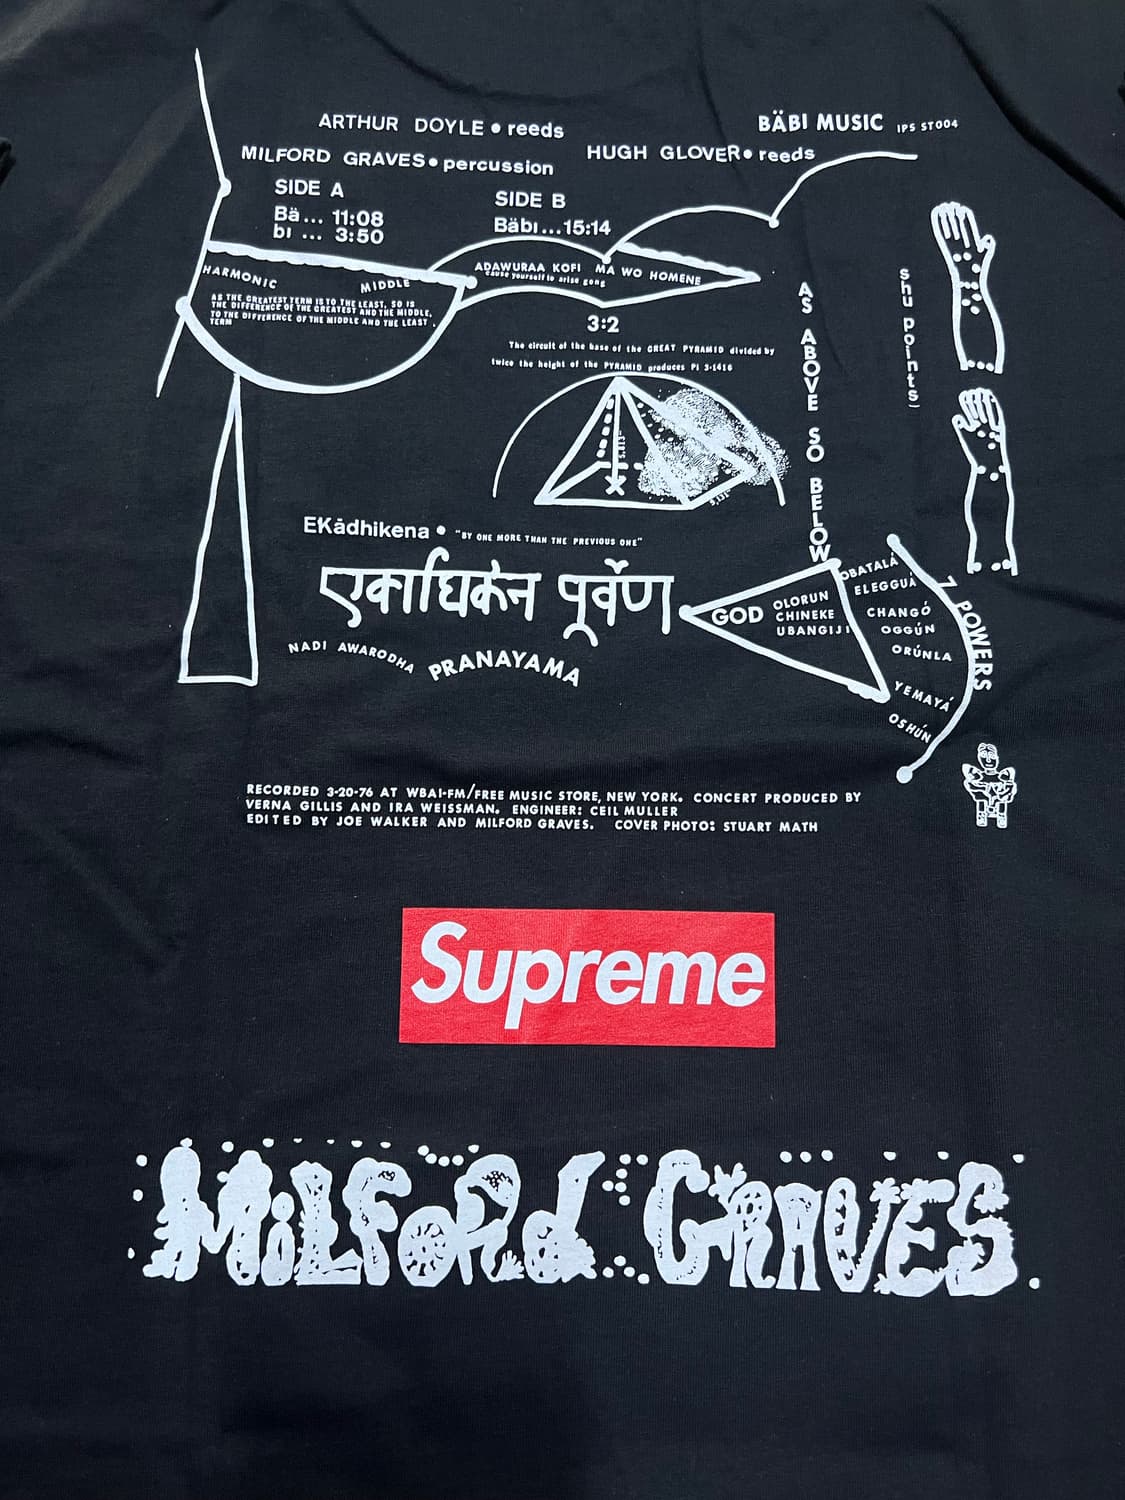 ARTHUR DOYLE • reeds
BÄBI MUSIC IPS ST004
MILFORD GRAVES • percussion
HUGH GLOVER • reeds
SIDE A
Bä... 11:08
bı ... 3:50
SIDE B
Bäbı...15:14
HARMONIC MIDDLE
AS THE GREATEST TERM IS TO THE LEAST, SO IS
THE DIFFERENCE OF THE GREATEST AND THE MIDDLE,
TO THE DIFFERENCE OF THE MIDDLE AND THE LEAST
TERM
ADAWURAA KOFI MA WO HOMENE
Cause yourself to arise gong
3:2
The circuit of the base of the GREAT PYRAMID divided by
twice the height of the PYRAMID produces Pi 3-1416
AS ABOVE SO BELOW
shu points)
EKādhikena • "BY ONE MORE THAN THE PREVIOUS ONE"
एकाधिकेन पूर्वेण
NADI AWARODHA PRANAYAMA
GOD
OLORUN
CHINEKE
UBANGIJI
OBATALÁ
ELEGGUÁ
CHANGÓ
OGGÚN
ORÚNLA
YEMAYÁ
OSHÚN
7 POWERS
RECORDED 3-20-76 AT WBAI-FM/FREE MUSIC STORE, NEW YORK. CONCERT PRODUCED BY
VERNA GILLIS AND IRA WEISSMAN. ENGINEER: CEIL MULLER
EDITED BY JOE WALKER AND MILFORD GRAVES. COVER PHOTO: STUART MATH
Supreme
MiLFORd GRAVES.